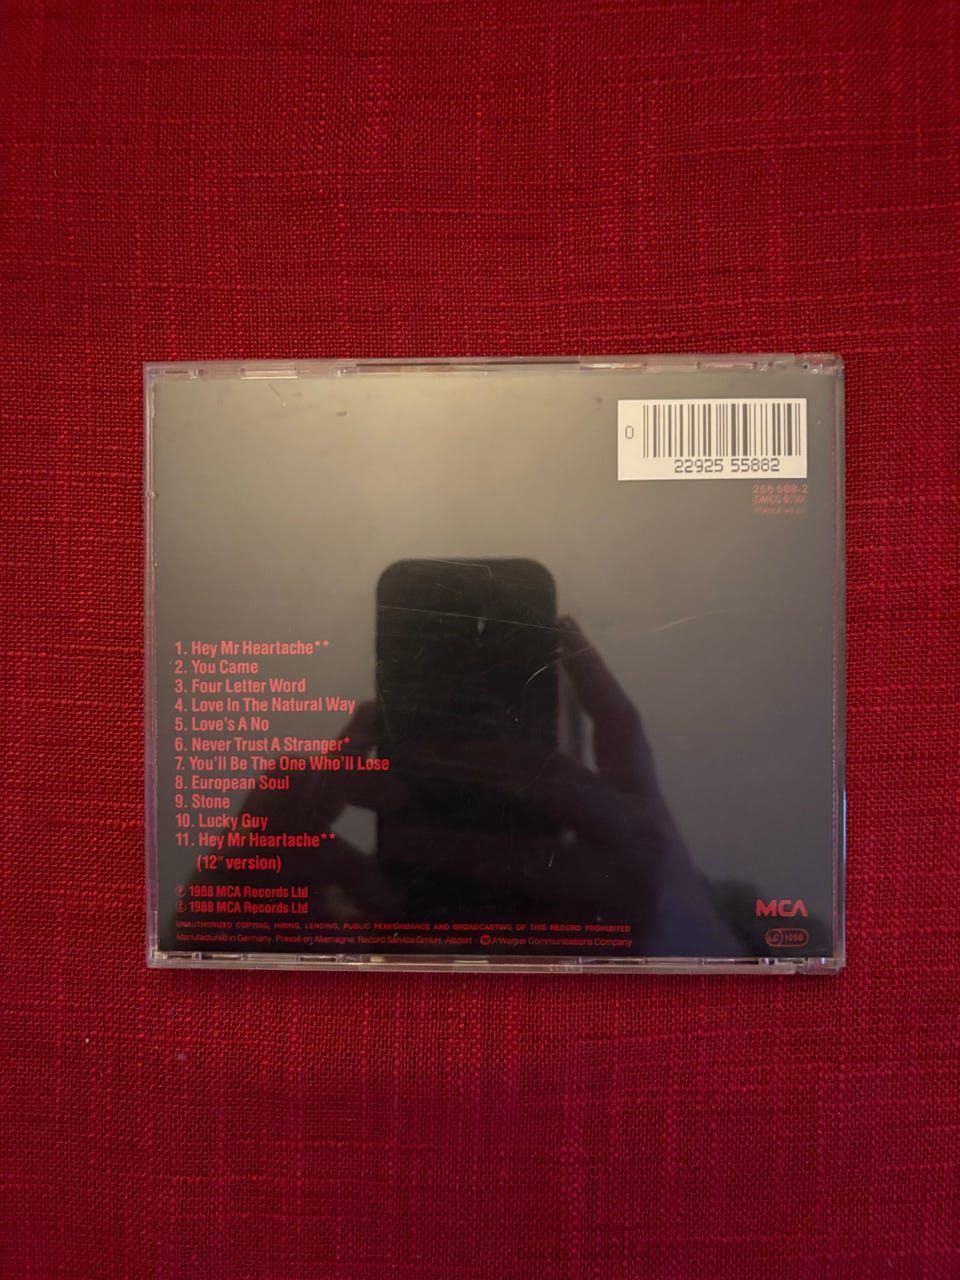 0
22925 55882
1. Hey Mr Heartache**
2. You Came
3. Four Letter Word
4. Love In The Natural Way
5. Love's A No
6. Never Trust A Stranger*
7. You'll Be The One Who'll Lose
8. European Soul
9. Stone
10. Lucky Guy
11. Hey Mr Heartache**
(12" version)
℗ 1988 MCA Records Ltd
© 1988 MCA Records Ltd
UNAUTHORIZED COPYING, HIRING, LENDING, PUBLIC PERFORMANCE AND BROADCASTING OF THIS RECORD PROHIBITED
Manufactured in Germany. Pressé en Allemagne. Record Service GmbH, Alsdorf · A Warner Communications Company
MCA
LC 1056